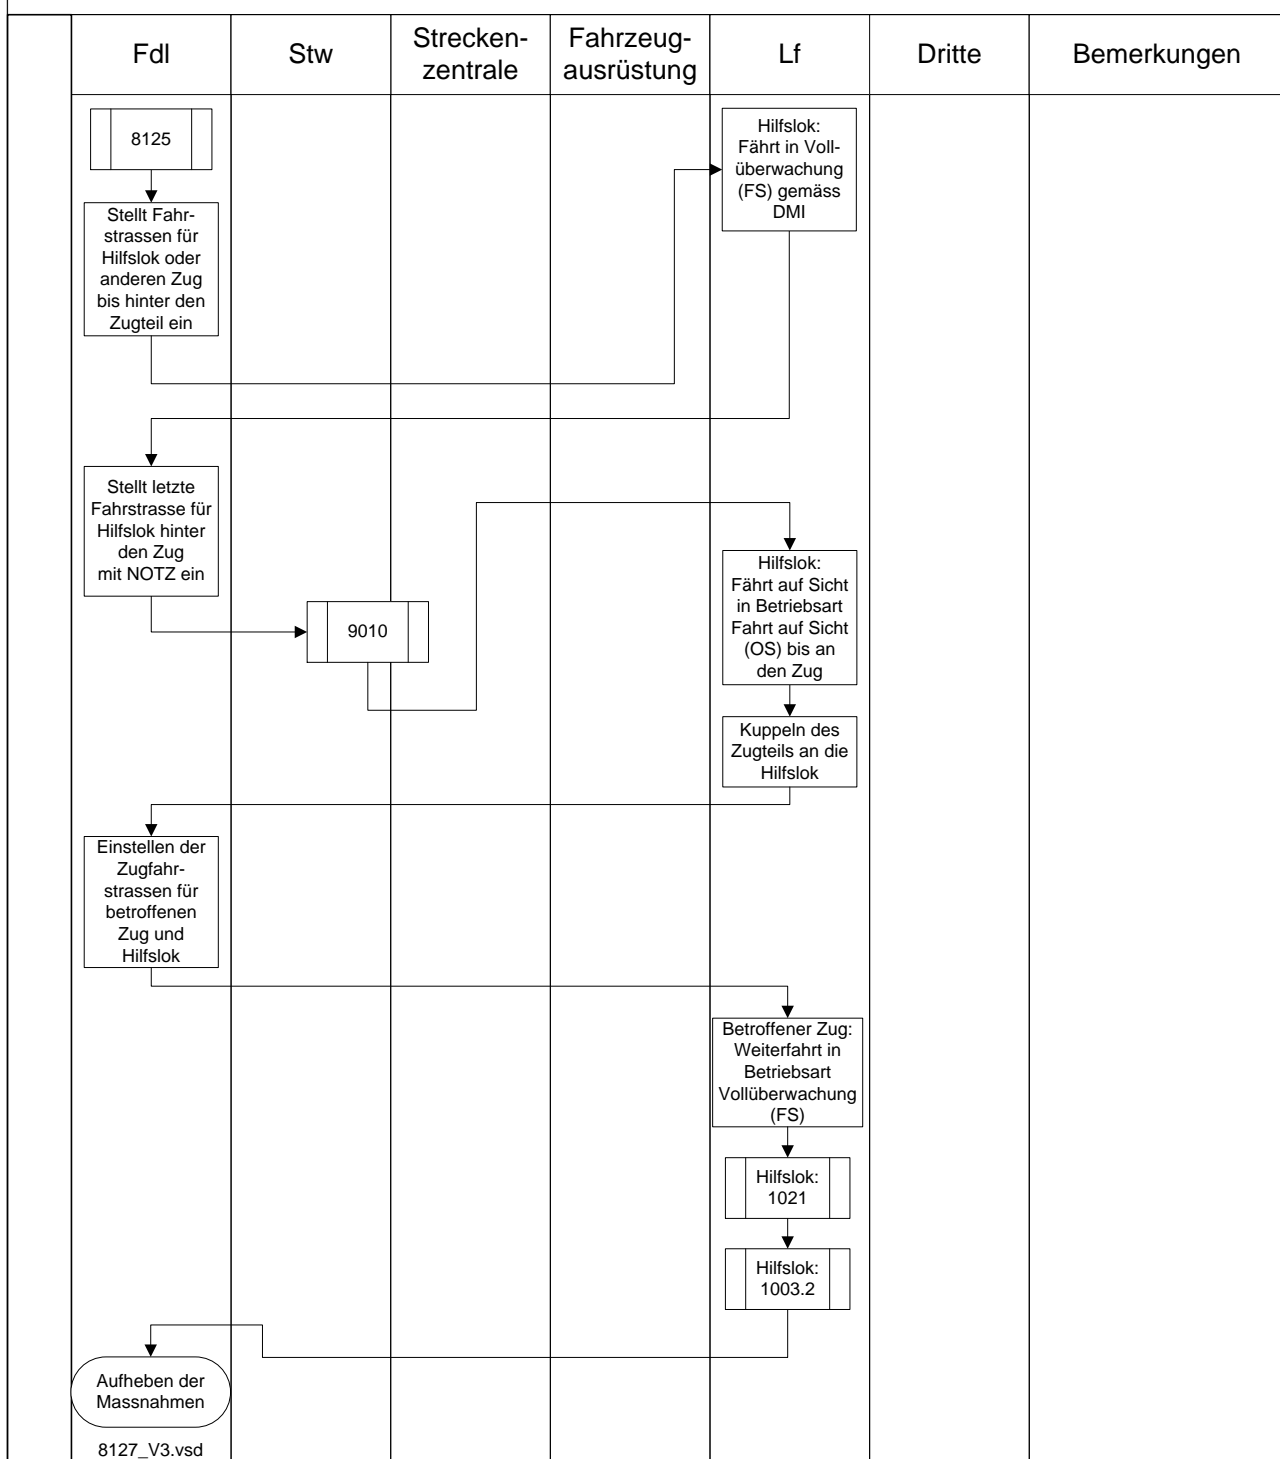 Fdl
Stw
Strecken-
zentrale
Fahrzeug-
ausrüstung
Lf
Dritte
Bemerkungen
8125
Stellt Fahr-
strassen für
Hilfslok oder
anderen Zug
bis hinter den
Zugteil ein
Hilfslok:
Fährt in Voll-
überwachung
(FS) gemäss
DMI
Stellt letzte
Fahrstrasse für
Hilfslok hinter
den Zug
mit NOTZ ein
9010
Hilfslok:
Fährt auf Sicht
in Betriebsart
Fahrt auf Sicht
(OS) bis an
den Zug
Kuppeln des
Zugteils an die
Hilfslok
Einstellen der
Zugfahr-
strassen für
betroffenen
Zug und
Hilfslok
Betroffener Zug:
Weiterfahrt in
Betriebsart
Vollüberwachung
(FS)
Hilfslok:
1021
Hilfslok:
1003.2
Aufheben der
Massnahmen
8127_V3.vsd